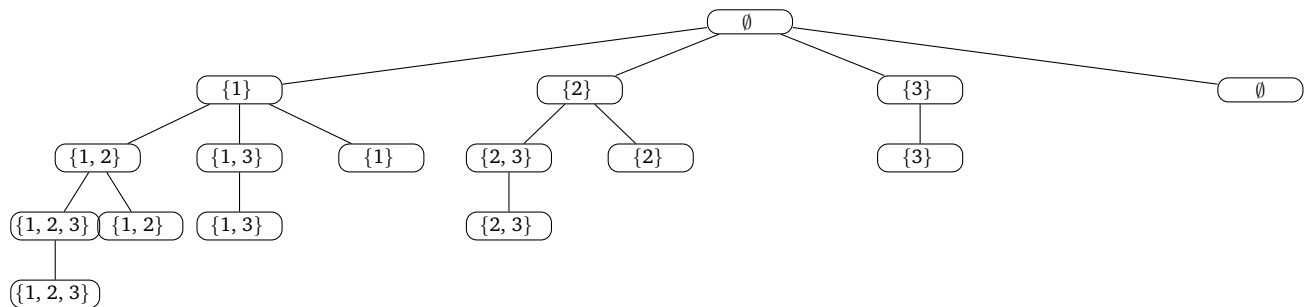 ∅
{1} {2} {3} ∅
{1, 2} {1, 3} {1} {2, 3} {2} {3}
{1, 2, 3} {1, 2} {1, 3} {2, 3}
{1, 2, 3}